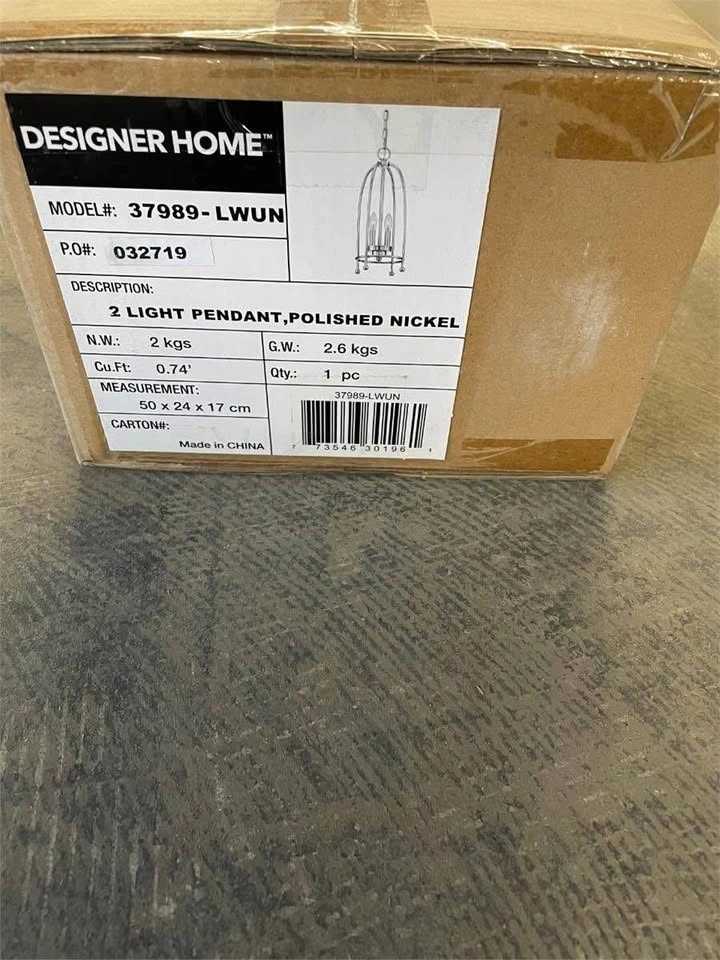 DESIGNER HOME™
MODEL#: 37989-LWUN
P.O#: 032719
DESCRIPTION:
2 LIGHT PENDANT,POLISHED NICKEL
N.W.: 2 kgs
G.W.: 2.6 kgs
Cu.Ft: 0.74'
Qty.: 1 pc
MEASUREMENT:
50 x 24 x 17 cm
CARTON#:
Made in CHINA
37989-LWUN
7 73546 30196 1